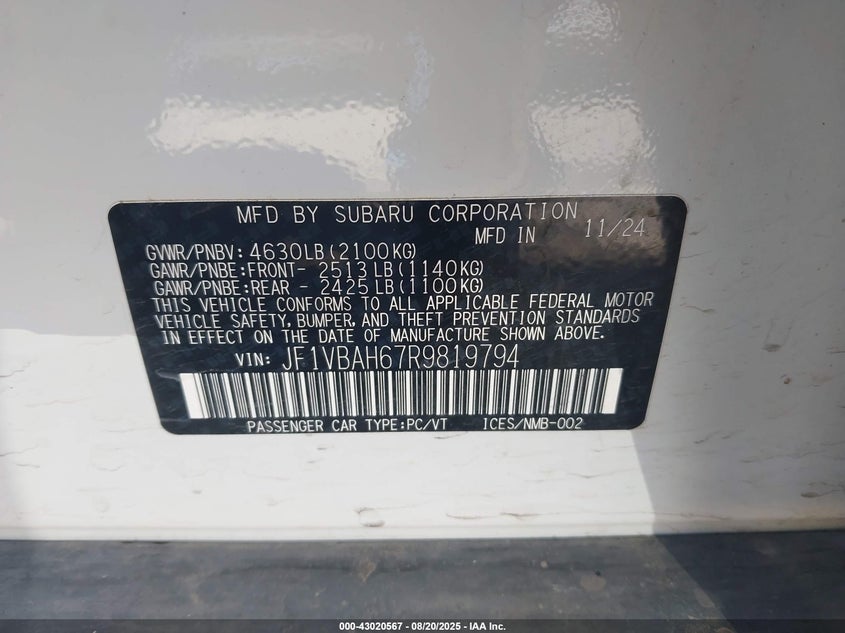 MFD BY SUBARU CORPORATION
MFD IN 11/24
GVWR/PNBV: 4630LB(2100KG)
GAWR/PNBE:FRONT- 2513LB(1140KG)
GAWR/PNBE:REAR - 2425LB(1100KG)
THIS VEHICLE CONFORMS TO ALL APPLICABLE FEDERAL MOTOR
VEHICLE SAFETY, BUMPER, AND THEFT PREVENTION STANDARDS
IN EFFECT ON THE DATE OF MANUFACTURE SHOWN ABOVE.
VIN: JF1VBAH67R9819794
PASSENGER CAR TYPE:PC/VT ICES/NMB-002
000-43020567 - 08/20/2025 - IAA Inc.